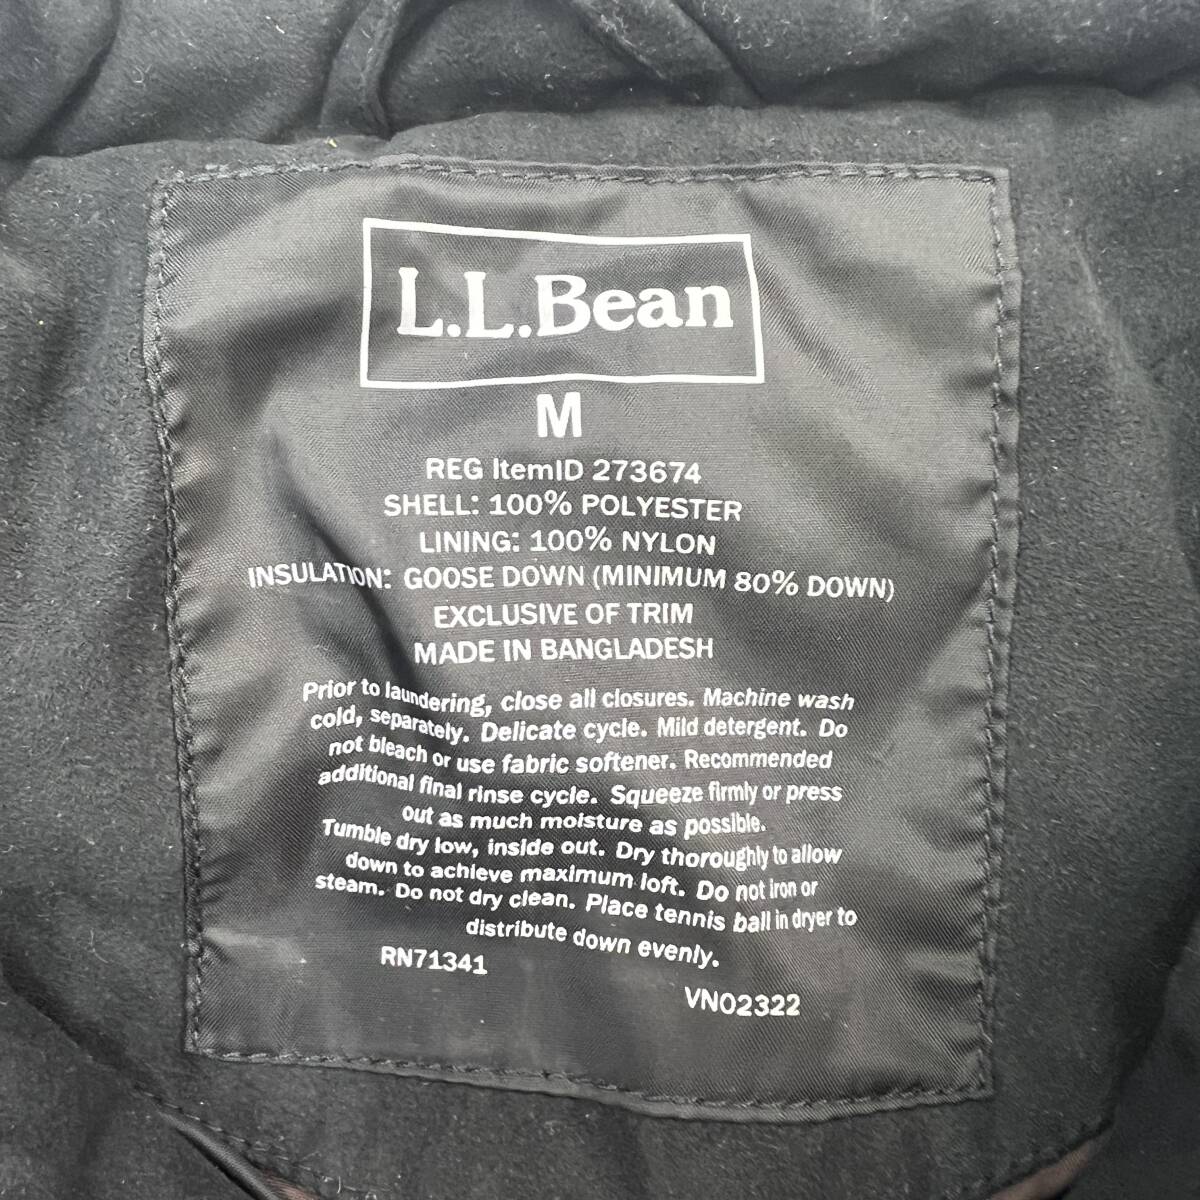 L.L.Bean
M
REG ItemID 273674
SHELL: 100% POLYESTER
LINING: 100% NYLON
INSULATION: GOOSE DOWN (MINIMUM 80% DOWN)
EXCLUSIVE OF TRIM
MADE IN BANGLADESH
Prior to laundering, close all closures. Machine wash
cold, separately. Delicate cycle. Mild detergent. Do
not bleach or use fabric softener. Recommended
additional final rinse cycle. Squeeze firmly or press
out as much moisture as possible.
Tumble dry low, inside out. Dry thoroughly to allow
down to achieve maximum loft. Do not iron or
steam. Do not dry clean. Place tennis ball in dryer to
distribute down evenly.
RN71341
VN02322